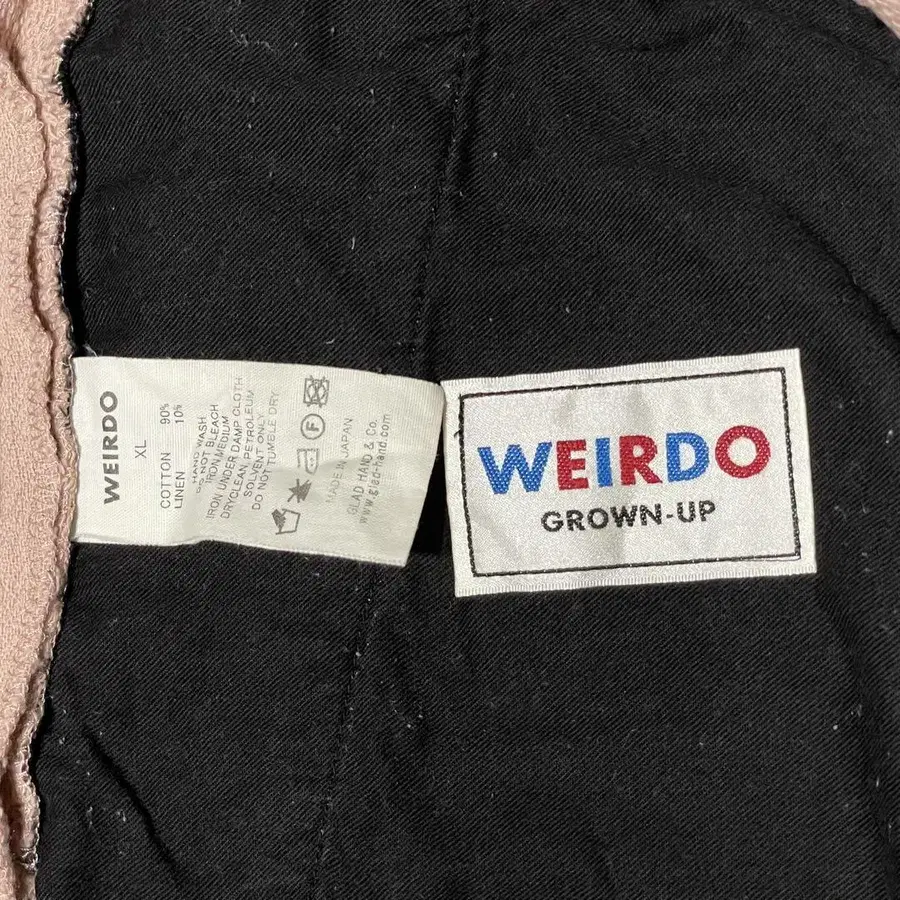 WEIRDO
XL
COTTON 90%
LINEN 10%
HAND WASH
DO NOT BLEACH
IRON MEDIUM
IRON UNDER DAMP CLOTH
DRYCLEAN, PETROLEUM
SOLVENT ONLY
DO NOT TUMBLE DRY
F
MADE IN JAPAN
GLAD HAND & Co.
www.glad-hand.com
WEIRDO
GROWN-UP